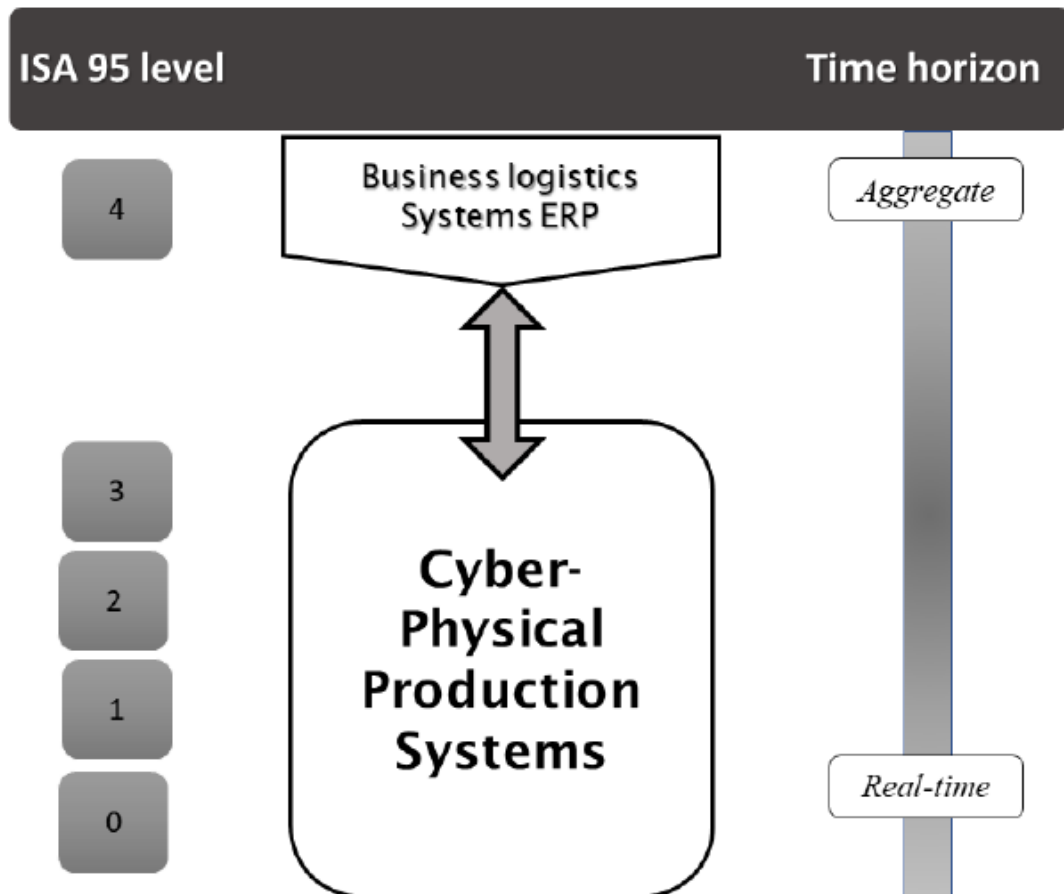 ISA 95 level
Time horizon
4
Business logistics
Systems ERP
Aggregate
3
2
1
0
Cyber-
Physical
Production
Systems
Real-time